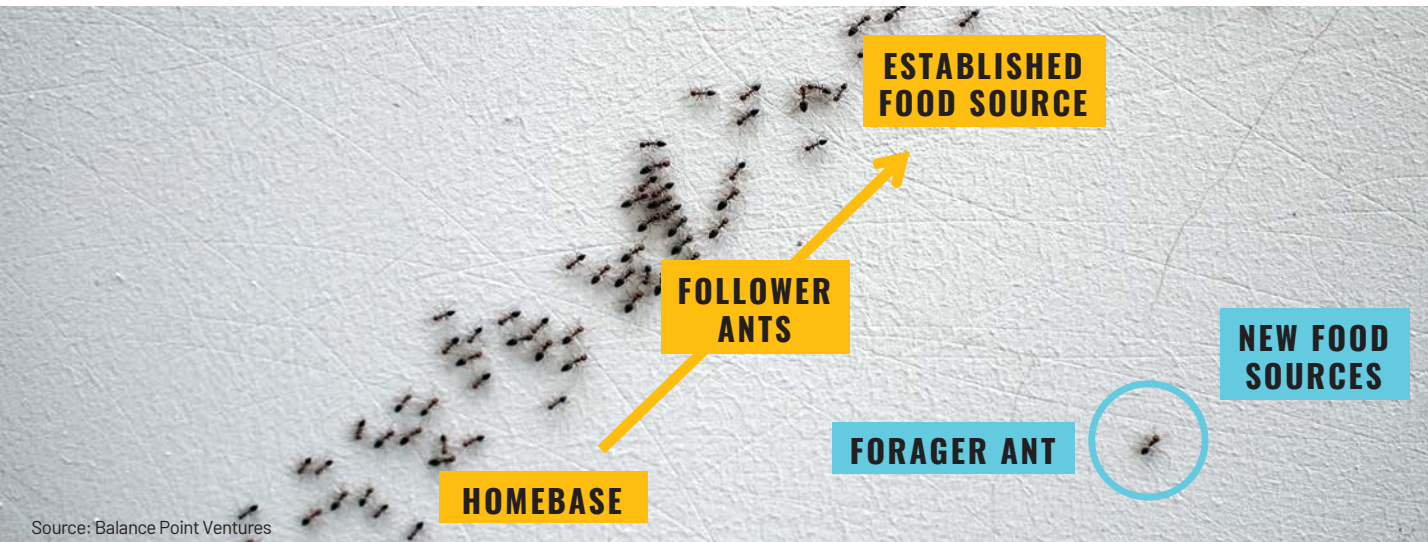 ESTABLISHED
FOOD SOURCE
FOLLOWER
ANTS
NEW FOOD
SOURCES
FORAGER ANT
HOMEBASE
Source: Balance Point Ventures